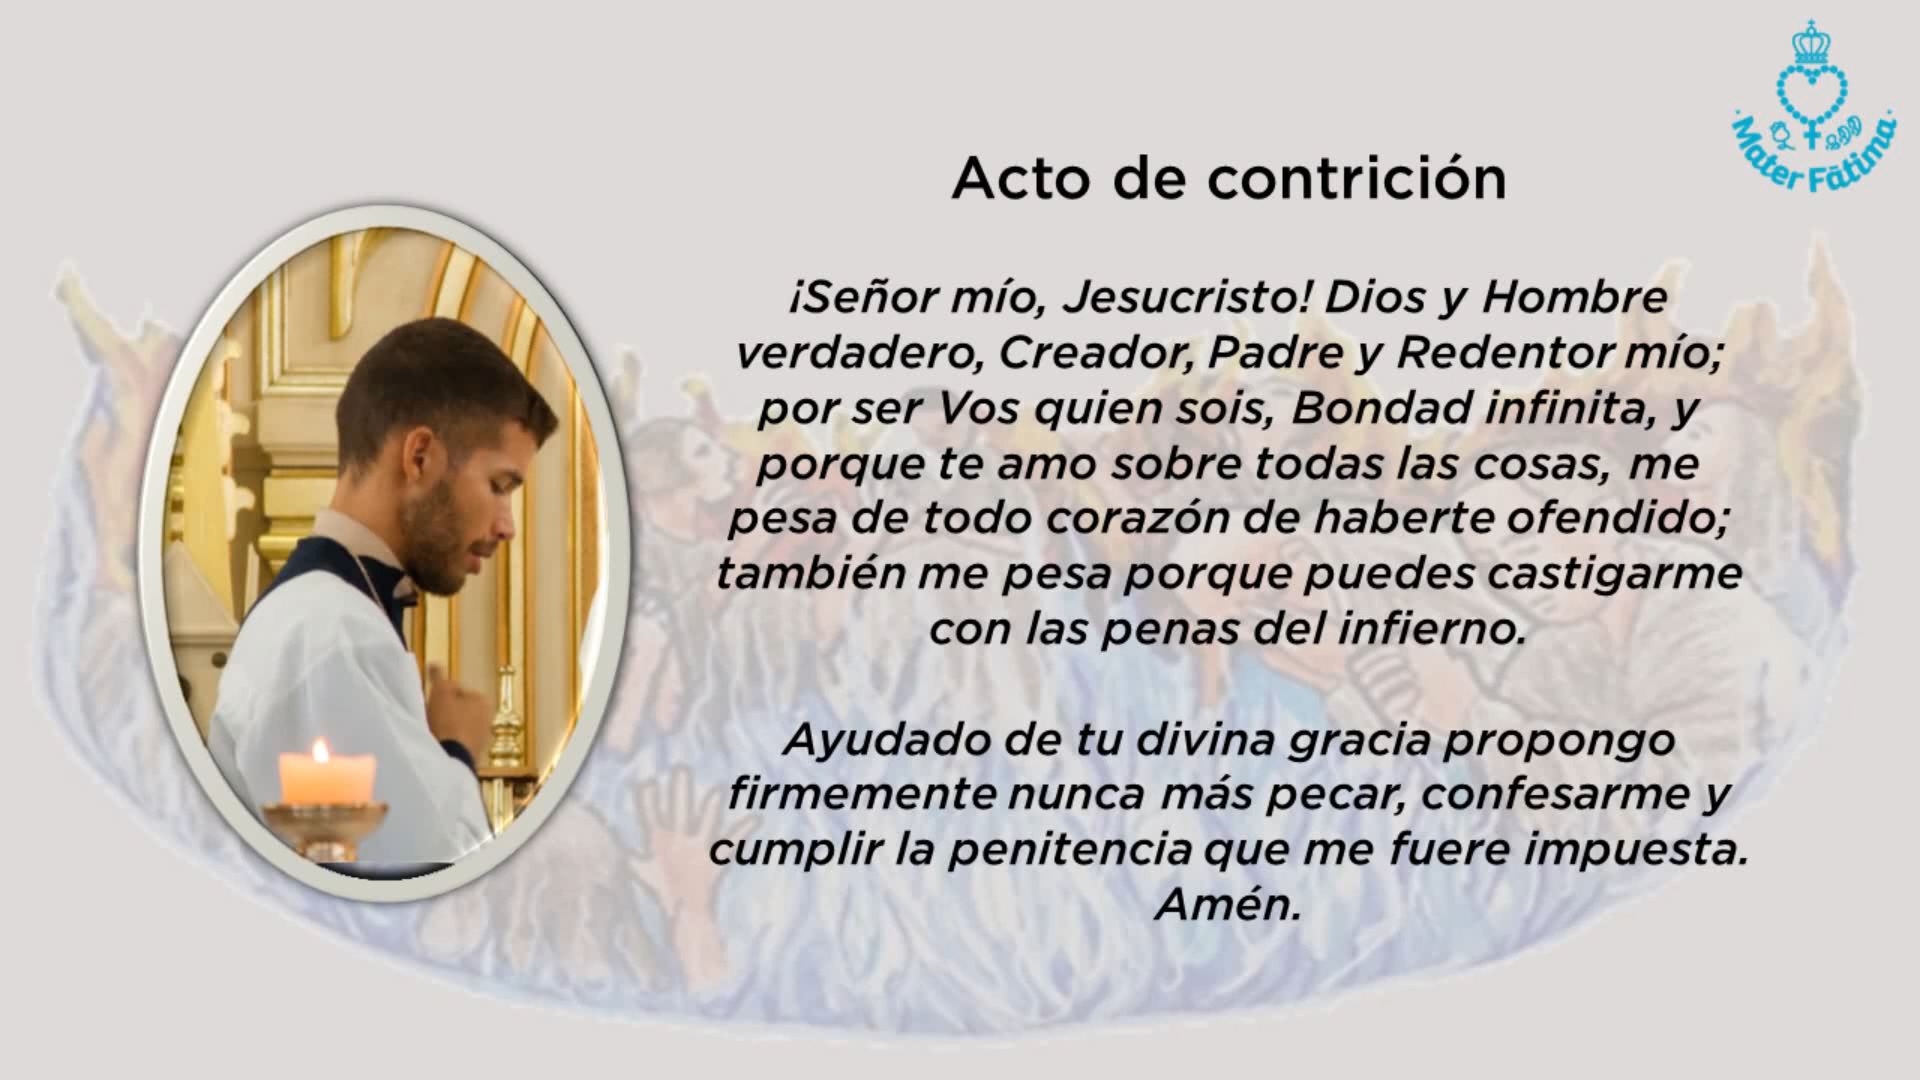 Mater Fátima
Acto de contrición
¡Señor mío, Jesucristo! Dios y Hombre
verdadero, Creador, Padre y Redentor mío;
por ser Vos quien sois, Bondad infinita, y
porque te amo sobre todas las cosas, me
pesa de todo corazón de haberte ofendido;
también me pesa porque puedes castigarme
con las penas del infierno.
Ayudado de tu divina gracia propongo
firmemente nunca más pecar, confesarme y
cumplir la penitencia que me fuere impuesta.
Amén.